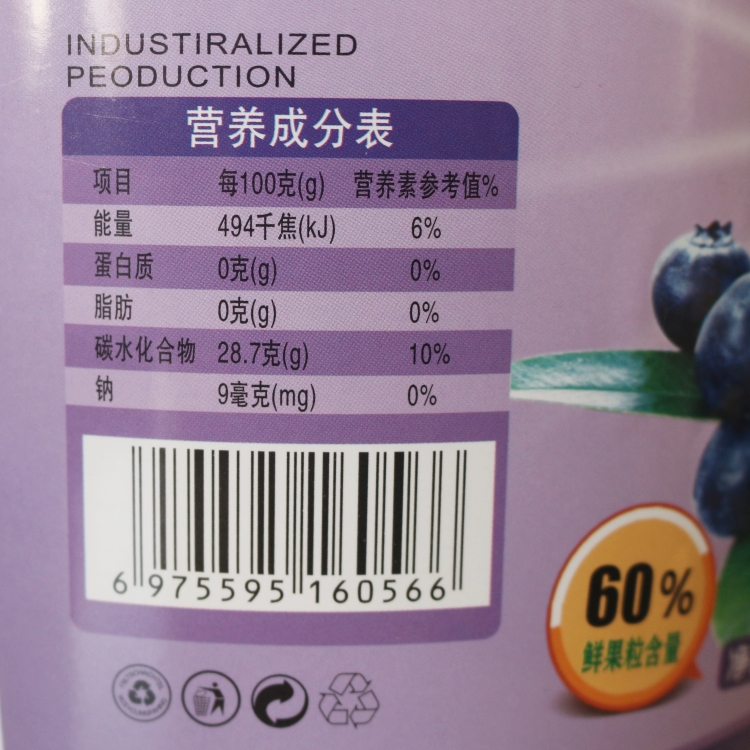 INDUSTIRALIZED
PEODUCTION
营养成分表
项目 每100克(g) 营养素参考值%
能量 494千焦(kJ) 6%
蛋白质 0克(g) 0%
脂肪 0克(g) 0%
碳水化合物 28.7克(g) 10%
钠 9毫克(mg) 0%
6 975595 160566
60%
鲜果粒含量
净